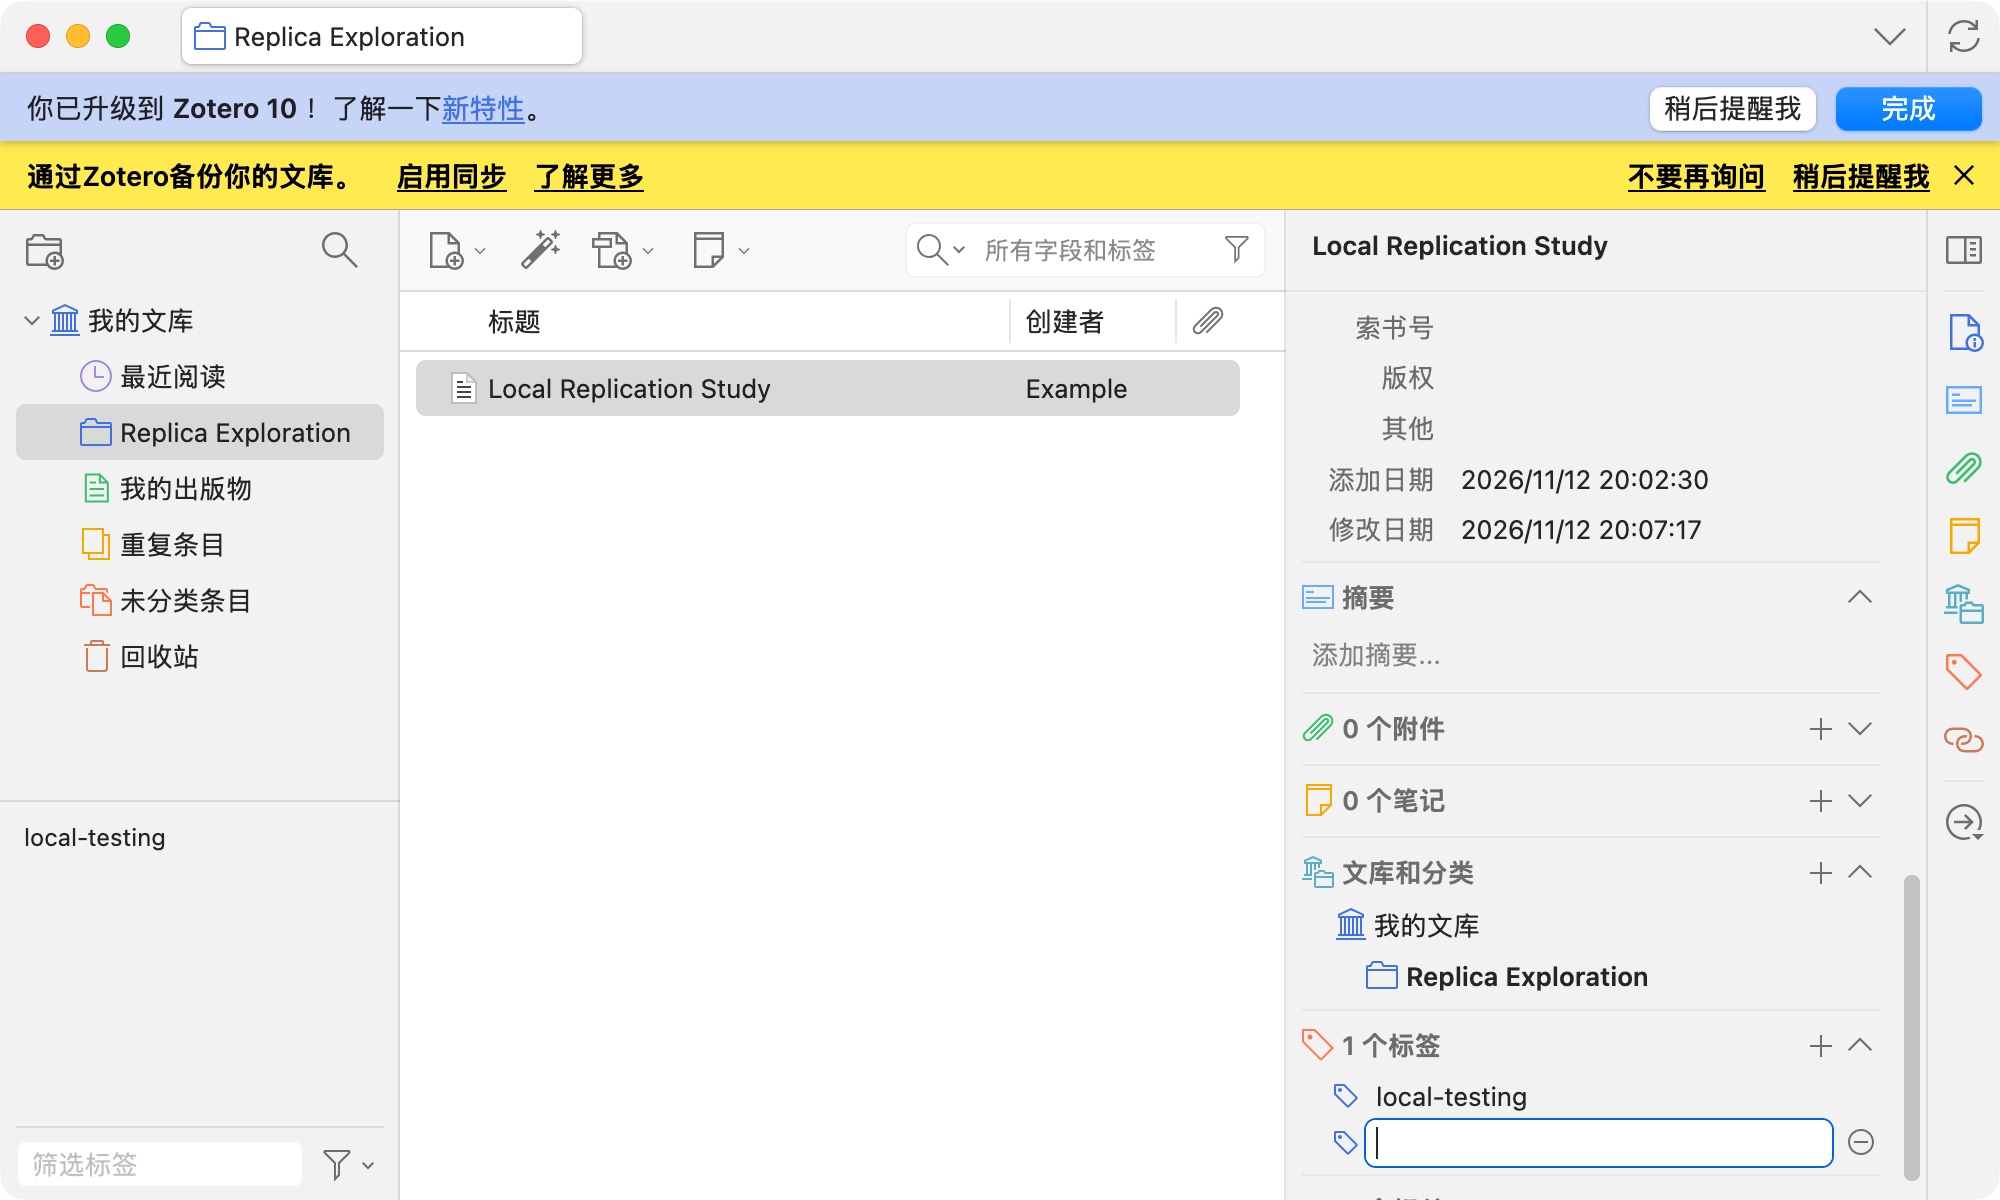 Replica Exploration
你已升级到 Zotero 10！了解一下新特性。
稍后提醒我
完成
通过Zotero备份你的文库。
启用同步
了解更多
不要再询问
稍后提醒我
我的文库
最近阅读
Replica Exploration
我的出版物
重复条目
未分类条目
回收站
local-testing
筛选标签
所有字段和标签
标题
创建者
Local Replication Study
Example
Local Replication Study
索书号
版权
其他
添加日期 2026/11/12 20:02:30
修改日期 2026/11/12 20:07:17
摘要
添加摘要...
0 个附件
0 个笔记
文库和分类
我的文库
Replica Exploration
1 个标签
local-testing